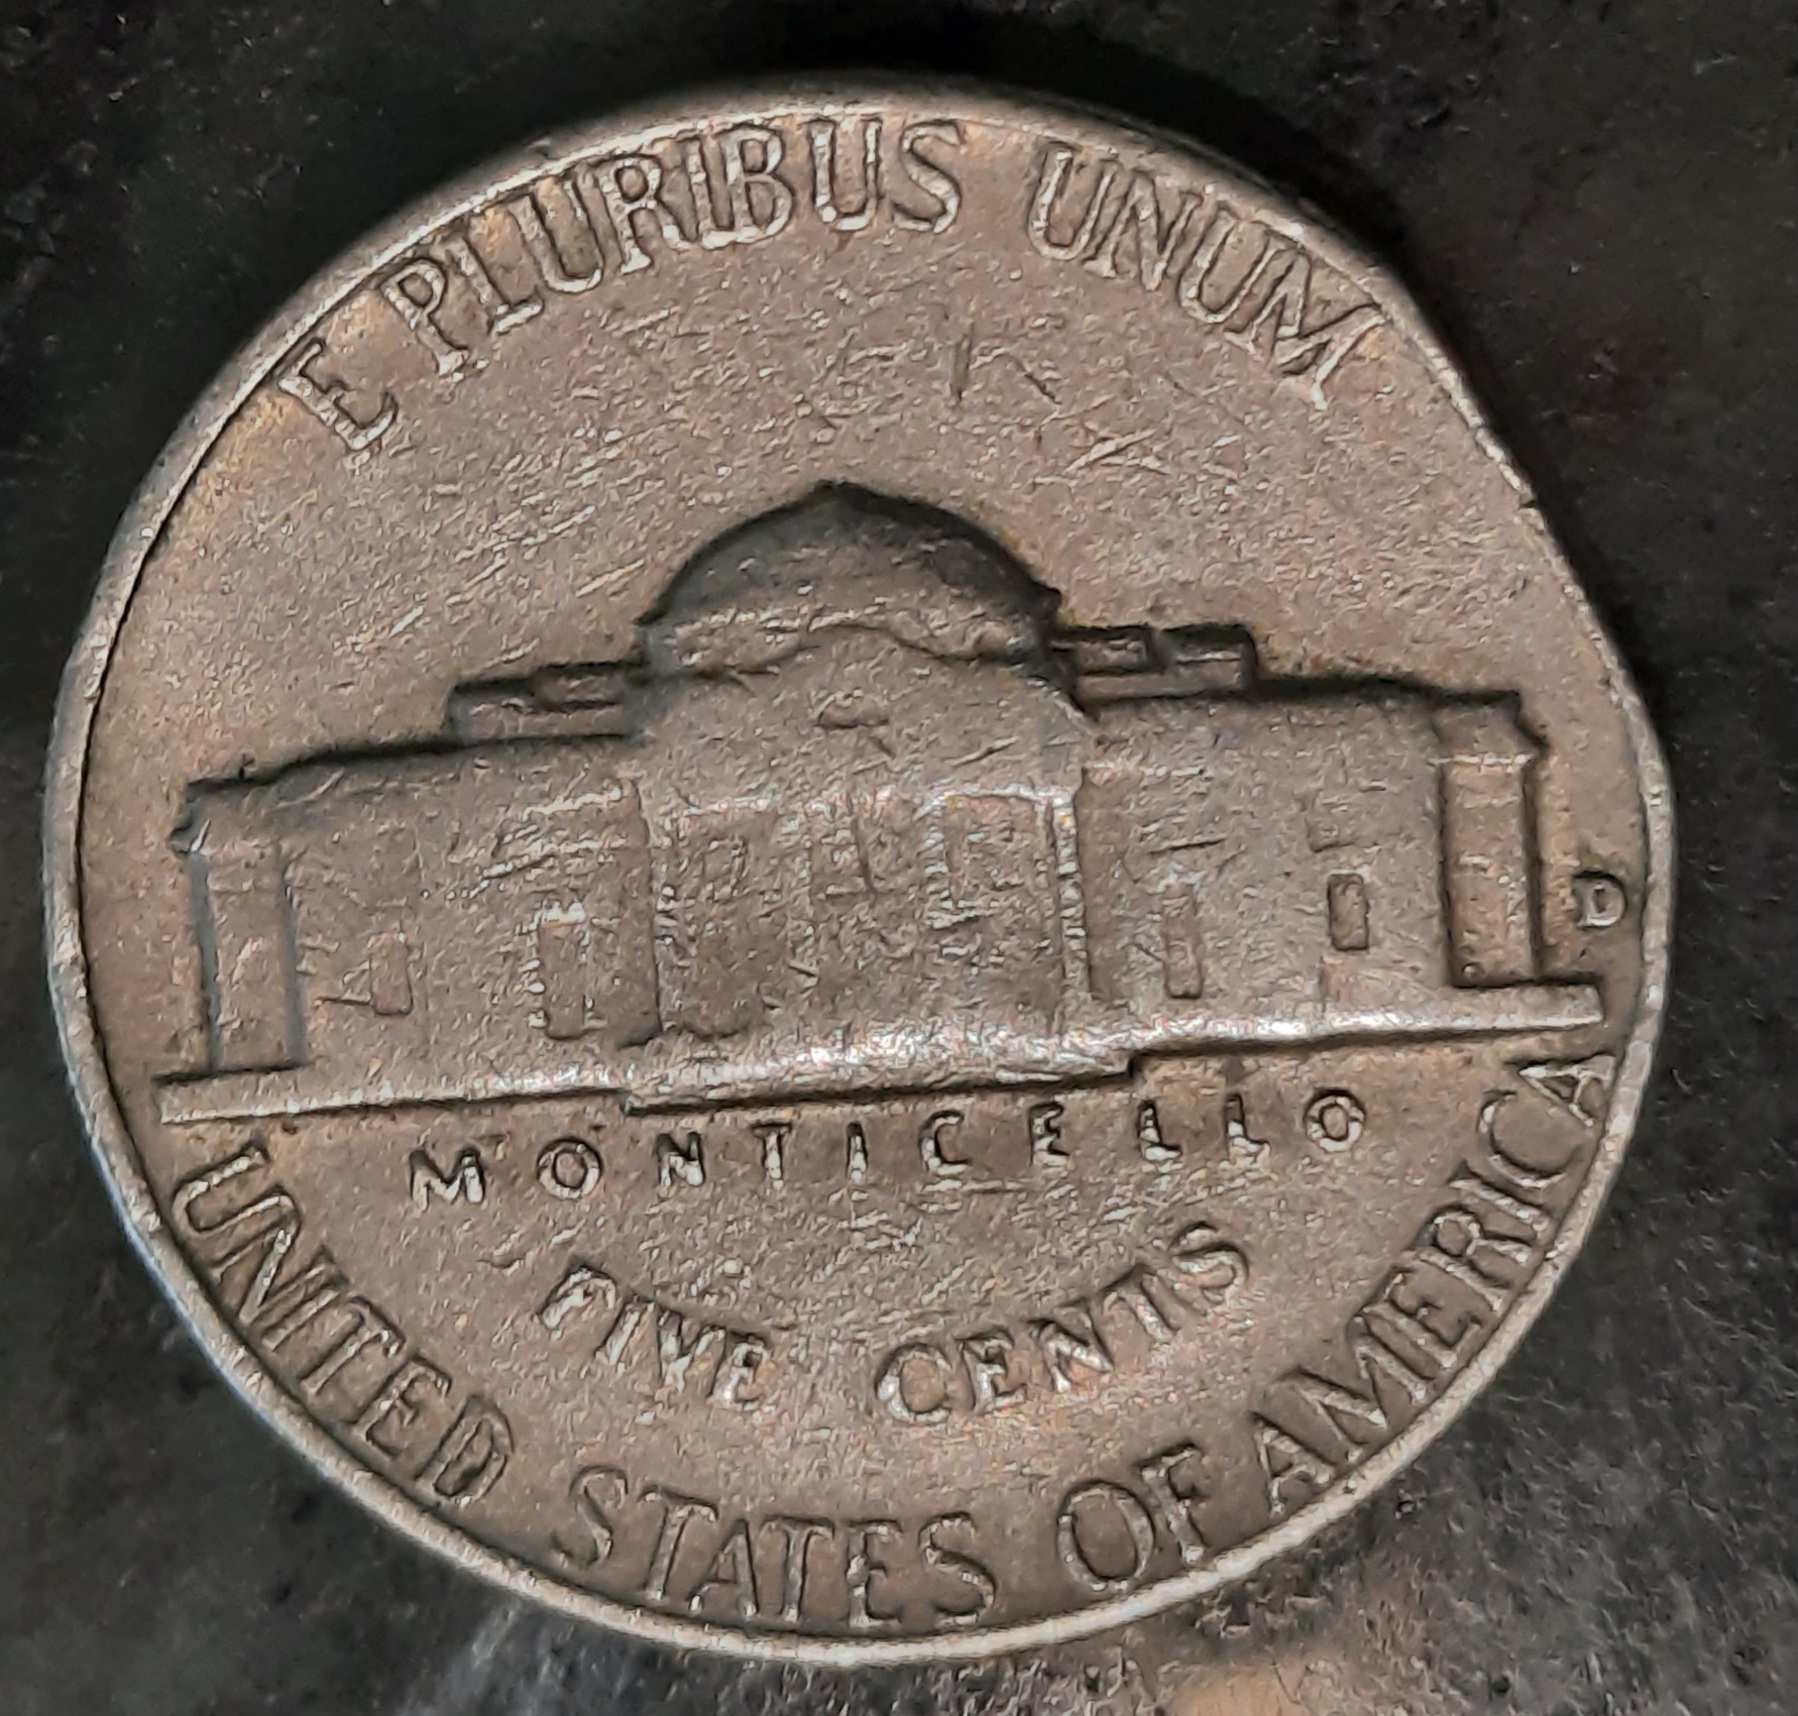 E PLURIBUS UNUM
D
MONTICELLO
FIVE CENTS
UNITED STATES OF AMERICA